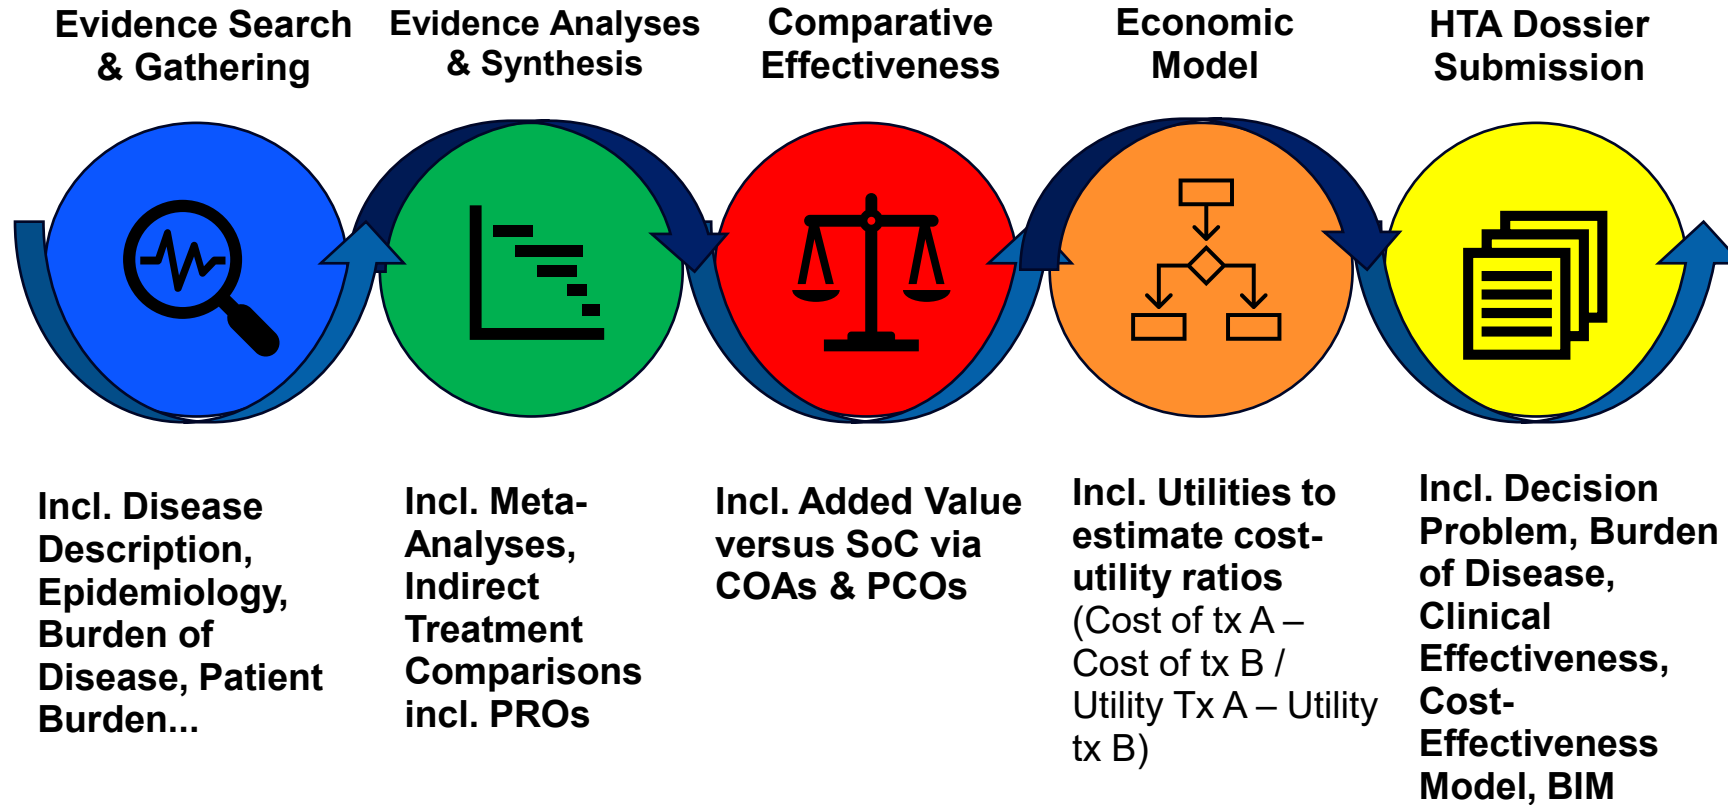 Evidence Search
& Gathering
Evidence Analyses
& Synthesis
Comparative
Effectiveness
Economic
Model
HTA Dossier
Submission
Incl. Disease
Description,
Epidemiology,
Burden of
Disease, Patient
Burden...
Incl. Meta-
Analyses,
Indirect
Treatment
Comparisons
incl. PROs
Incl. Added Value
versus SoC via
COAs & PCOs
Incl. Utilities to
estimate cost-
utility ratios
(Cost of tx A –
Cost of tx B /
Utility Tx A – Utility
tx B)
Incl. Decision
Problem, Burden
of Disease,
Clinical
Effectiveness,
Cost-
Effectiveness
Model, BIM